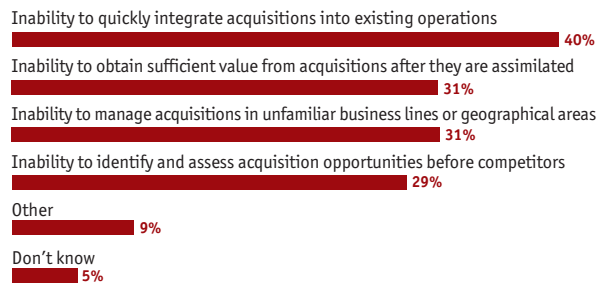 Inability to quickly integrate acquisitions into existing operations
40%
Inability to obtain sufficient value from acquisitions after they are assimilated
31%
Inability to manage acquisitions in unfamiliar business lines or geographical areas
31%
Inability to identify and assess acquisition opportunities before competitors
29%
Other
9%
Don’t know
5%